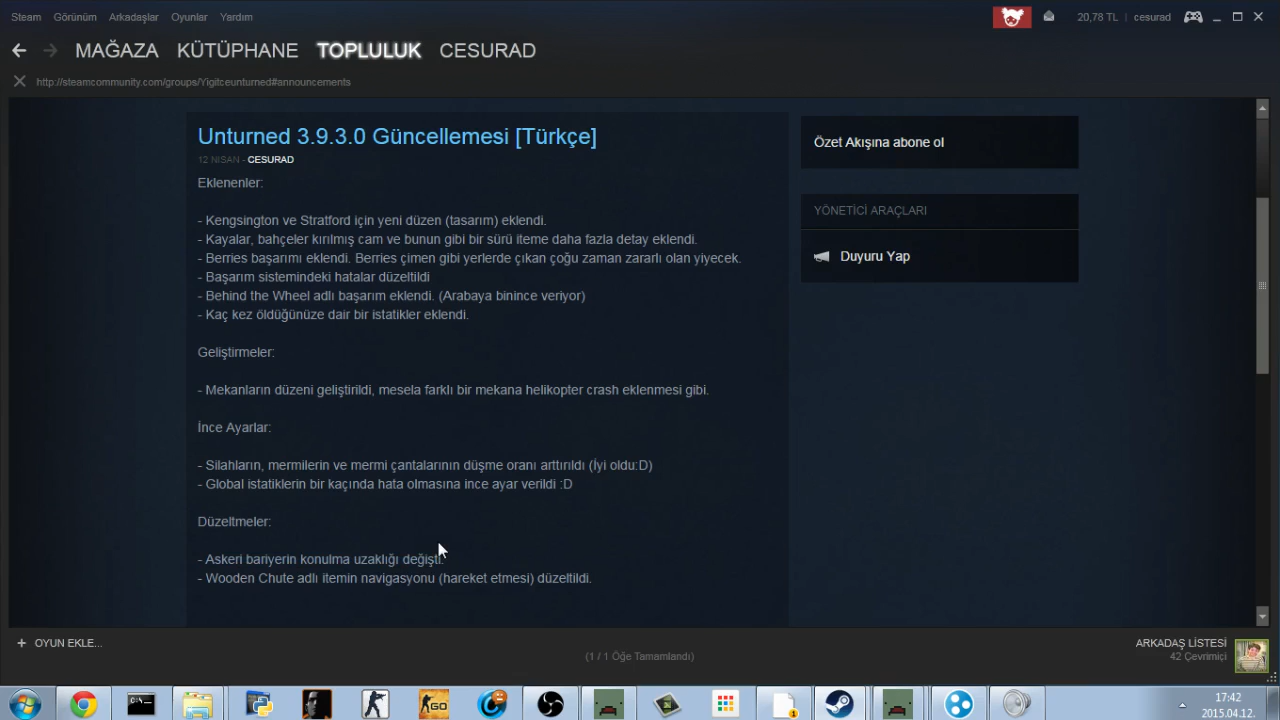 Steam Görünüm Arkadaşlar Oyunlar Yardım
20,78 TL | cesurad
MAĞAZA KÜTÜPHANE TOPLULUK CESURAD
http://steamcommunity.com/groups/Yigitceunturned#announcements
Unturned 3.9.3.0 Güncellemesi [Türkçe]
12 NISAN - CESURAD
Eklenenler:
- Kengsington ve Stratford için yeni düzen (tasarım) eklendi.
- Kayalar, bahçeler kırılmış cam ve bunun gibi bir sürü iteme daha fazla detay eklendi.
- Berries başarımı eklendi. Berries çimen gibi yerlerde çıkan çoğu zaman zararlı olan yiyecek.
- Başarım sistemindeki hatalar düzeltildi
- Behind the Wheel adlı başarım eklendi. (Arabaya binince veriyor)
- Kaç kez öldüğünüze dair bir istatikler eklendi.
Geliştirmeler:
- Mekanların düzeni geliştirildi, mesela farklı bir mekana helikopter crash eklenmesi gibi.
İnce Ayarlar:
- Silahların, mermilerin ve mermi çantalarının düşme oranı arttırıldı (İyi oldu:D)
- Global istatiklerin bir kaçında hata olmasına ince ayar verildi :D
Düzeltmeler:
- Askeri bariyerin konulma uzaklığı değişti.
- Wooden Chute adlı itemin navigasyonu (hareket etmesi) düzeltildi.
Özet Akışına abone ol
YÖNETİCİ ARAÇLARI
Duyuru Yap
+ OYUN EKLE...
(1 / 1 Öğe Tamamlandı)
ARKADAŞ LİSTESİ
42 Çevrimiçi
GO
17:42
2015.04.12.